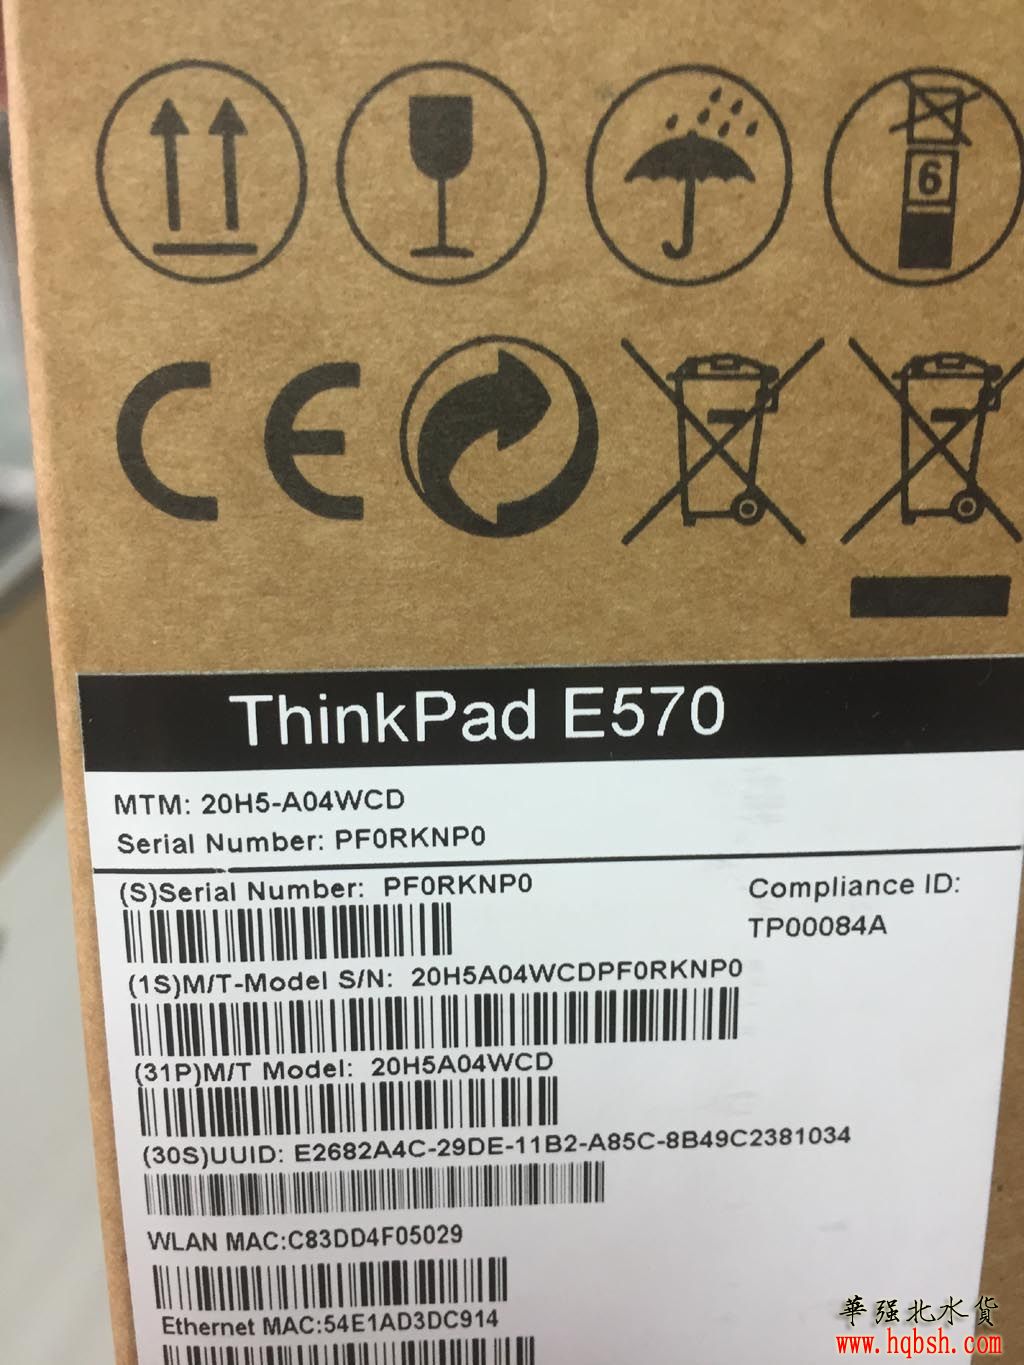 6
CE
ThinkPad E570
MTM: 20H5-A04WCD
Serial Number: PF0RKNP0
(S)Serial Number: PF0RKNP0
Compliance ID:
TP00084A
(1S)M/T-Model S/N: 20H5A04WCDPF0RKNP0
(31P)M/T Model: 20H5A04WCD
(30S)UUID: E2682A4C-29DE-11B2-A85C-8B49C2381034
WLAN MAC:C83DD4F05029
Ethernet MAC:54E1AD3DC914
華强北水货
www.hqbsh.com